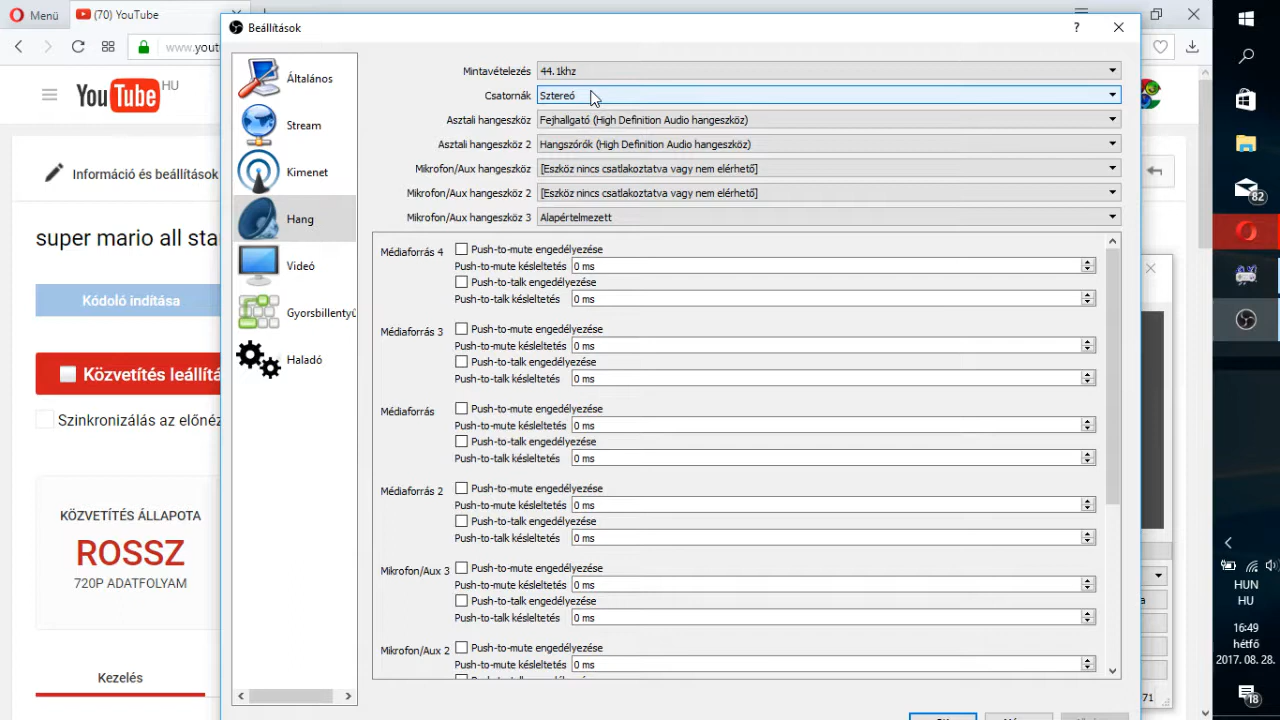 Menü
(70) YouTube
Beállítások
www.yout
YouTube HU
Általános
Stream
Kimenet
Hang
Videó
Gyorsbillentyű
Haladó
Mintavételezés 44.1khz
Csatornák Sztereó
Asztali hangeszköz Fejhallgató (High Definition Audio hangeszköz)
Asztali hangeszköz 2 Hangszórók (High Definition Audio hangeszköz)
Mikrofon/Aux hangeszköz [Eszköz nincs csatlakoztatva vagy nem elérhető]
Mikrofon/Aux hangeszköz 2 [Eszköz nincs csatlakoztatva vagy nem elérhető]
Mikrofon/Aux hangeszköz 3 Alapértelmezett
Médiaforrás 4 Push-to-mute engedélyezése
Push-to-mute késleltetés 0 ms
Push-to-talk engedélyezése
Push-to-talk késleltetés 0 ms
Médiaforrás 3 Push-to-mute engedélyezése
Push-to-mute késleltetés 0 ms
Push-to-talk engedélyezése
Push-to-talk késleltetés 0 ms
Médiaforrás Push-to-mute engedélyezése
Push-to-mute késleltetés 0 ms
Push-to-talk engedélyezése
Push-to-talk késleltetés 0 ms
Médiaforrás 2 Push-to-mute engedélyezése
Push-to-mute késleltetés 0 ms
Push-to-talk engedélyezése
Push-to-talk késleltetés 0 ms
Mikrofon/Aux 3 Push-to-mute engedélyezése
Push-to-mute késleltetés 0 ms
Push-to-talk engedélyezése
Push-to-talk késleltetés 0 ms
Mikrofon/Aux 2 Push-to-mute engedélyezése
Push-to-mute késleltetés 0 ms
Információ és beállítások
super mario all sta
Kódoló indítása
Közvetítés leállítá
Szinkronizálás az előnéz
KÖZVETÍTÉS ÁLLAPOTA
ROSSZ
720P ADATFOLYAM
Kezelés
82
HUN
HU
16:49
hétfő
2017. 08. 28.
18
71